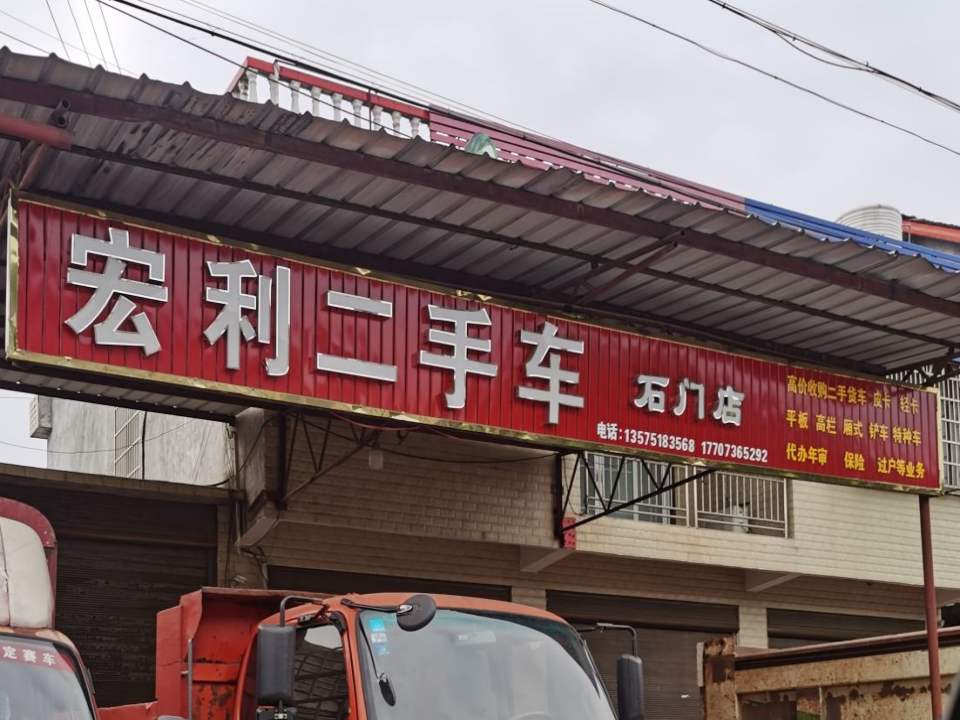 宏利二手车 石门店
电话:13575183568 17707365292
高价收购二手货车 成卡 轻卡
平板 高栏 厢式 铲车 特种车
代办年审 保险 过户等业务
定赛车